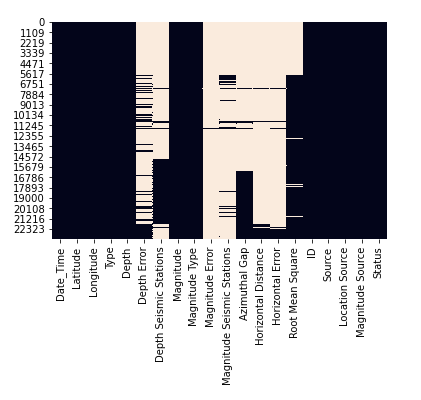 0
1109
2219
3339
4471
5617
6751
7884
9013
10134
11245
12355
13465
14572
15679
16786
17893
19000
20108
21216
22323
Date_Time
Latitude
Longitude
Type
Depth
Depth Error
Depth Seismic Stations
Magnitude
Magnitude Type
Magnitude Error
Magnitude Seismic Stations
Azimuthal Gap
Horizontal Distance
Horizontal Error
Root Mean Square
ID
Source
Location Source
Magnitude Source
Status